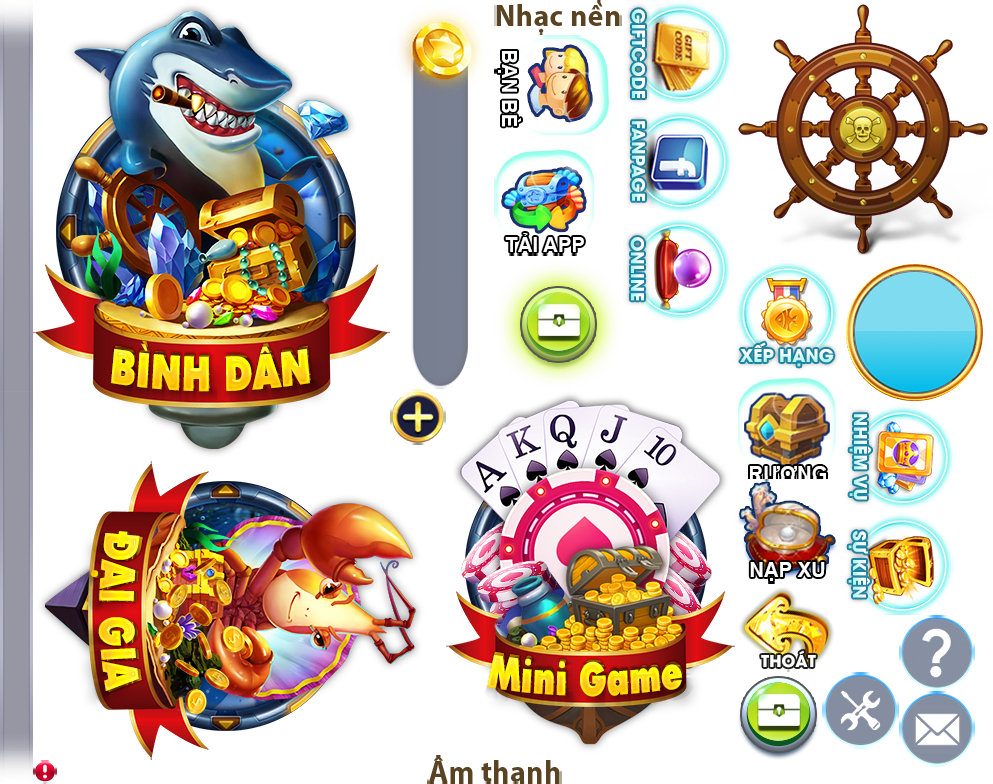 Nhạc nền
BẠN BÈ
GIFTCODE
GIFT
CODE
FANPAGE
f
TẢI APP
ONLINE
XẾP HẠNG
BÌNH DÂN
A K Q J 10
RƯƠNG
NHIỆM VỤ
NẠP XU
SỰ KIỆN
ĐẠI GIA
Mini Game
THOÁT
?
!
Âm thanh